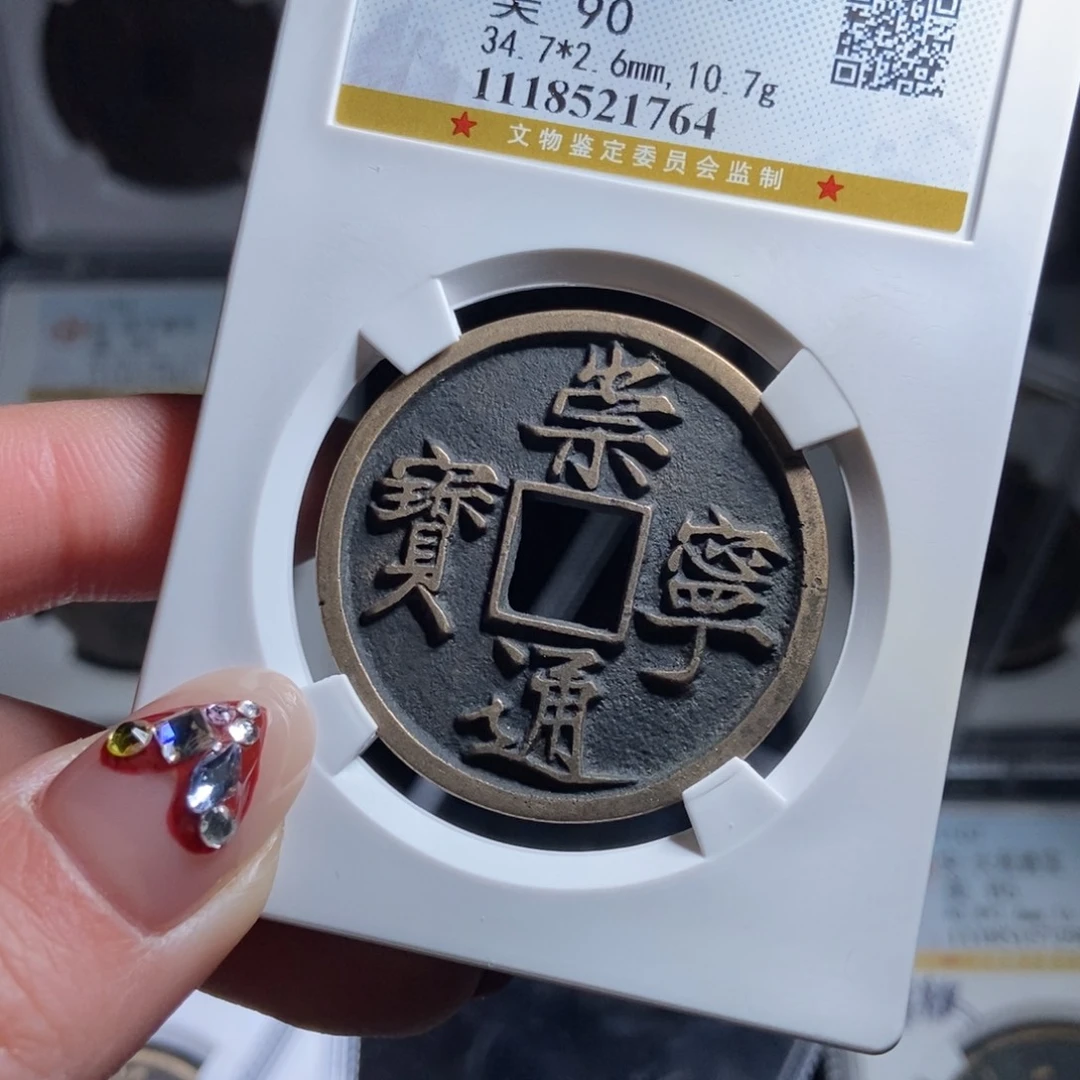 美 90
34.7*2.6mm,10.7g
1118521764
文物鉴定委员会监制
崇
寧
通
寶